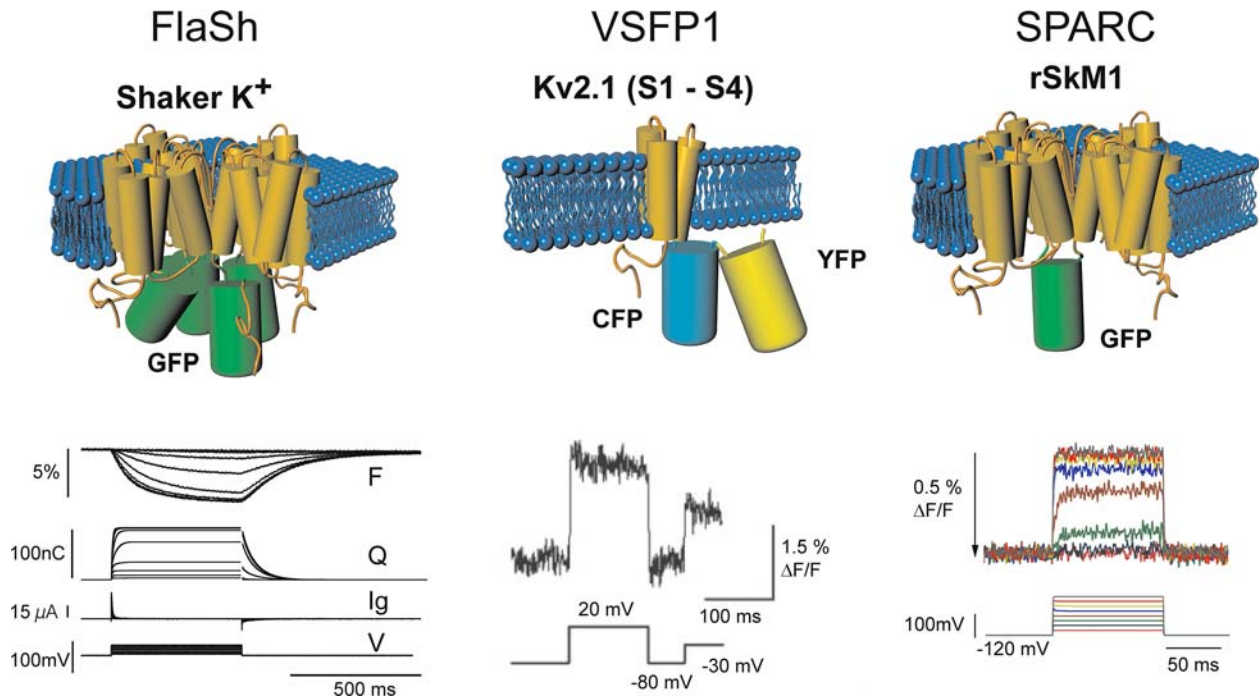 FlaSh
VSFP1
SPARC
Shaker K+
Kv2.1 (S1 - S4)
rSkM1
GFP
CFP
YFP
GFP
5%
F
100nC
Q
15 µA
Ig
100mV
V
500 ms
1.5 %
ΔF/F
100 ms
20 mV
-80 mV
-30 mV
0.5 %
ΔF/F
100mV
-120 mV
50 ms